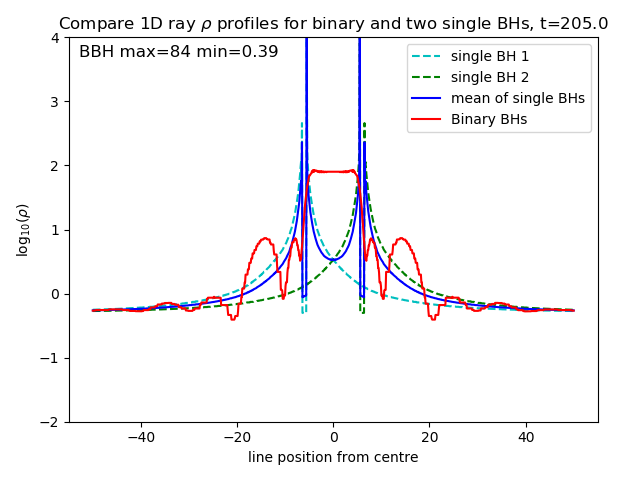 Compare 1D ray ρ profiles for binary and two single BHs, t=205.0
BBH max=84 min=0.39
single BH 1
single BH 2
mean of single BHs
Binary BHs
log₁₀(ρ)
4
3
2
1
0
−1
−2
−40
−20
0
20
40
line position from centre